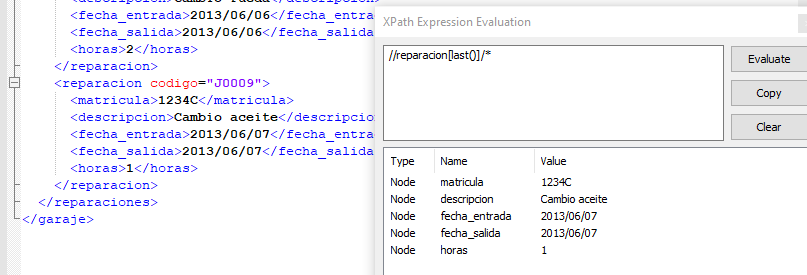 <descripcion>Cambio rueda
<fecha_entrada>2013/06/06</fecha_entrada
<fecha_salida>2013/06/06</fecha_salida>
<horas>2</horas>
</reparacion>
<reparacion codigo="J0009">
<matricula>1234C</matricula>
<descripcion>Cambio aceite</descripcion
<fecha_entrada>2013/06/07</fecha_entra
<fecha_salida>2013/06/07</fecha_salida
<horas>1</horas>
</reparacion>
</reparaciones>
</garaje>
XPath Expression Evaluation
//reparacion[last()]/*
Evaluate
Copy
Clear
Type Name Value
Node matricula 1234C
Node descripcion Cambio aceite
Node fecha_entrada 2013/06/07
Node fecha_salida 2013/06/07
Node horas 1